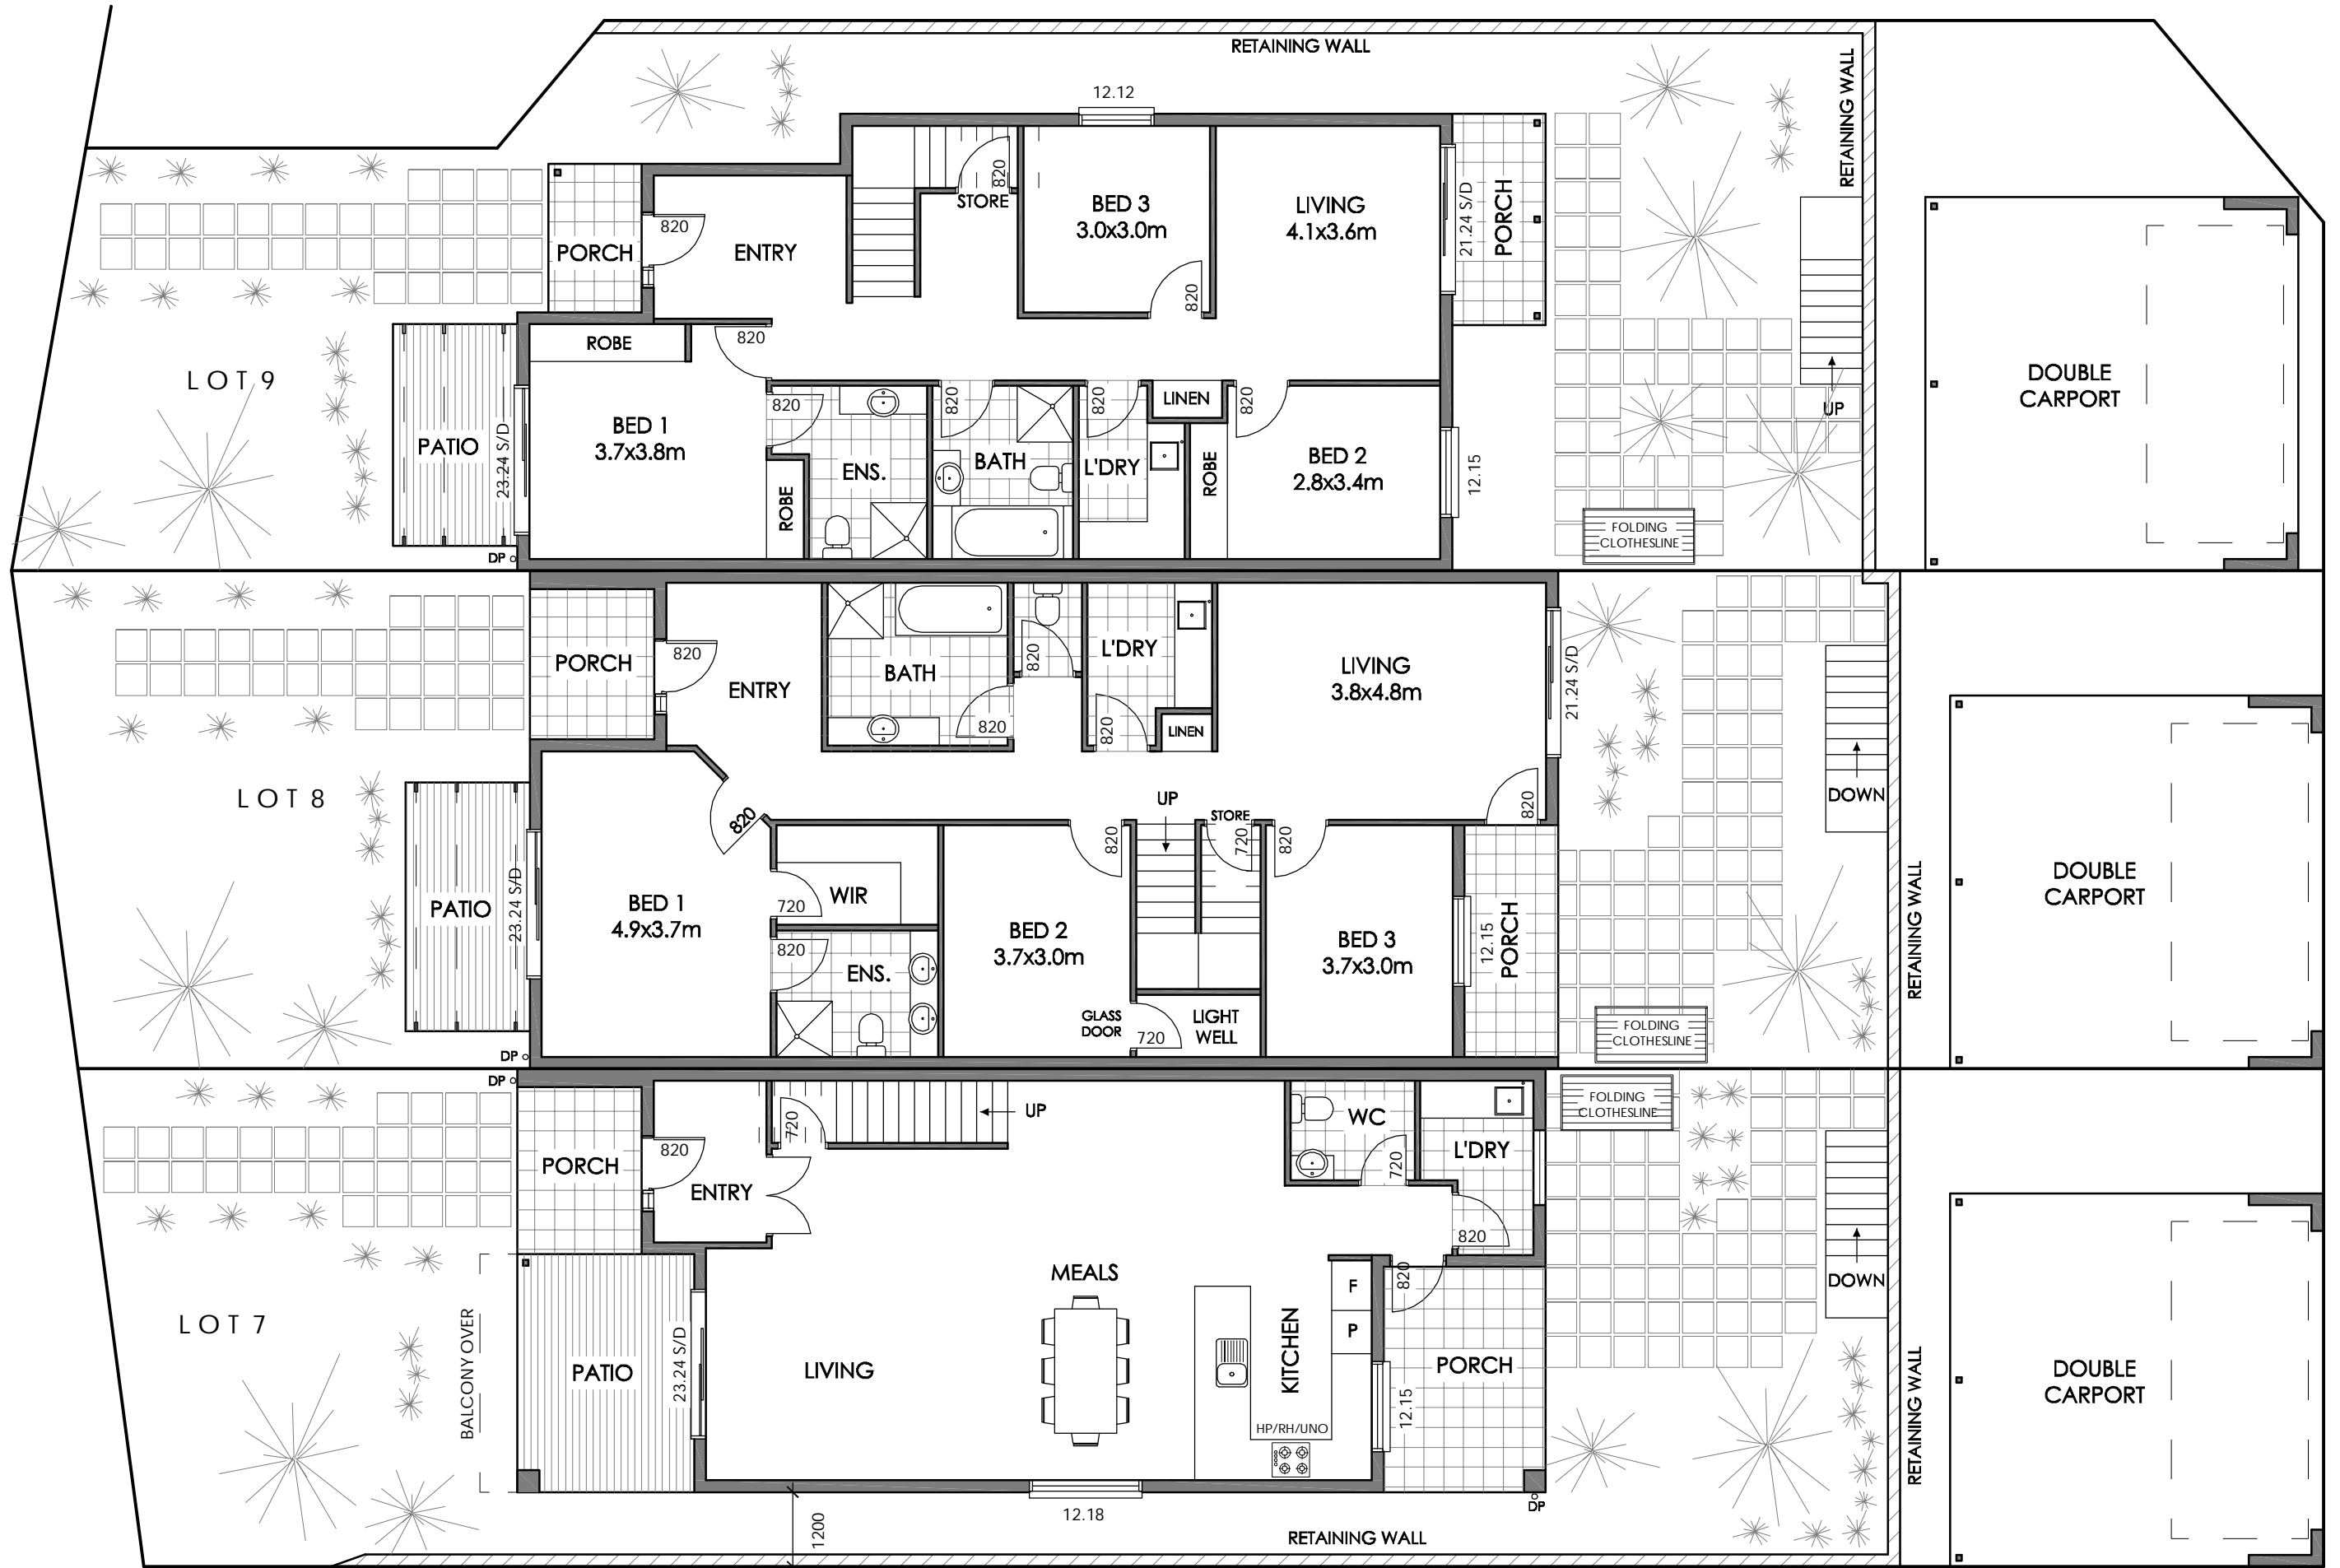 RETAINING WALL
RETAINING WALL
12.12
820
STORE
BED 3
3.0x3.0m
820
LIVING
4.1x3.6m
21.24 S/D
PORCH
PORCH
820
ENTRY
DOUBLE
CARPORT
UP
LOT 9
ROBE
820
BED 1
3.7x3.8m
PATIO
23.24 S/D
DP
820
ENS.
ROBE
820
BATH
820
L'DRY
LINEN
820
ROBE
BED 2
2.8x3.4m
12.15
FOLDING
CLOTHESLINE
PORCH
820
ENTRY
BATH
820
820
L'DRY
820
LINEN
LIVING
3.8x4.8m
21.24 S/D
820
DOWN
LOT 8
820
UP
STORE
820
720
820
PATIO
23.24 S/D
BED 1
4.9x3.7m
WIR
720
820
ENS.
BED 2
3.7x3.0m
GLASS
DOOR
720
LIGHT
WELL
BED 3
3.7x3.0m
12.15
PORCH
RETAINING WALL
DOUBLE
CARPORT
FOLDING
CLOTHESLINE
DP
DP
PORCH
820
ENTRY
720
UP
WC
720
L'DRY
820
820
FOLDING
CLOTHESLINE
DOWN
LOT 7
BALCONY OVER
PATIO
23.24 S/D
LIVING
MEALS
KITCHEN
F
P
HP/RH/UNO
12.15
PORCH
DP
RETAINING WALL
DOUBLE
CARPORT
12.18
1200
RETAINING WALL